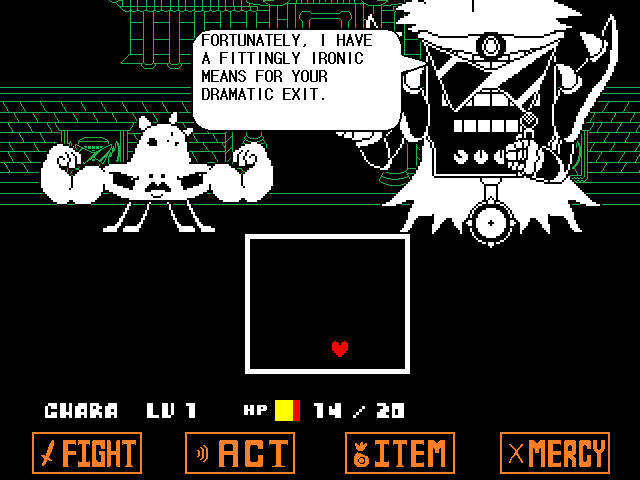 FORTUNATELY, I HAVE
A FITTINGLY IRONIC
MEANS FOR YOUR
DRAMATIC EXIT.
CHARA LV 1 HP 14 / 20
FIGHT ACT ITEM MERCY